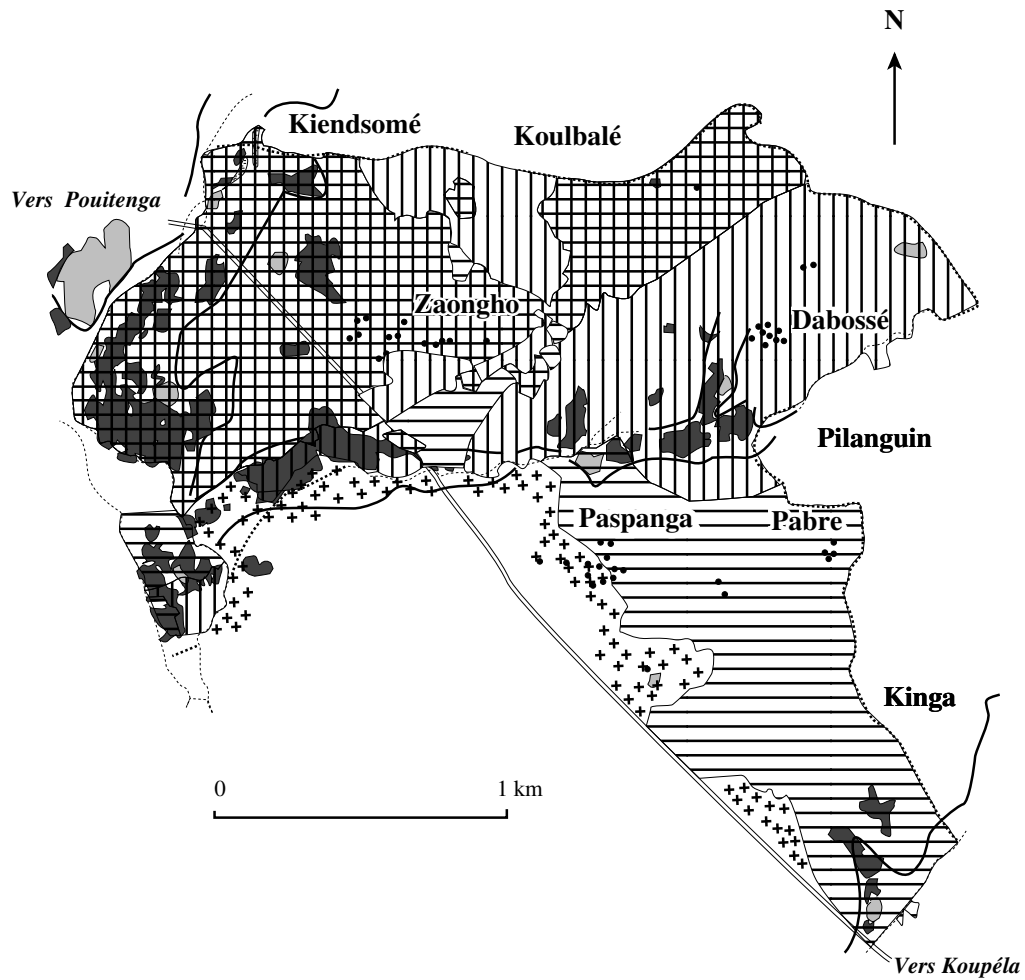 N
Kiendsomé
Koulbalé
Vers Pouitenga
Zaongho
Dabossé
Pilanguin
Paspanga
Pabre
Kinga
0
1 km
Vers Koupéla